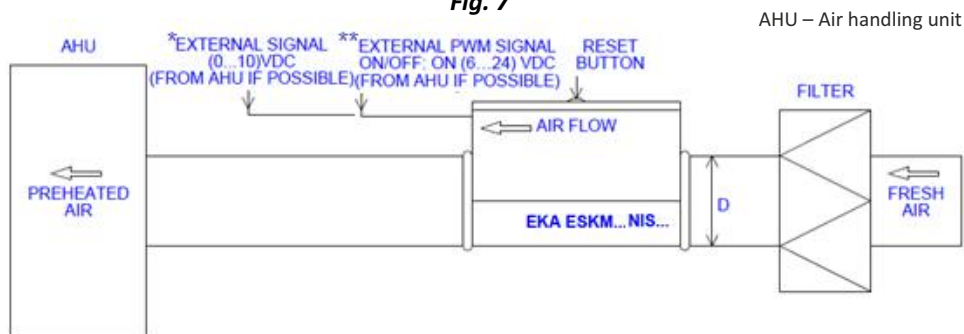 Fig. 7
AHU – Air handling unit
AHU
*EXTERNAL SIGNAL
(0...10)VDC
(FROM AHU IF POSSIBLE)
**EXTERNAL PWM SIGNAL
ON/OFF; ON (6...24) VDC
(FROM AHU IF POSSIBLE)
RESET
BUTTON
FILTER
AIR FLOW
PREHEATED
AIR
EKA ESKM... NIS...
D
FRESH
AIR